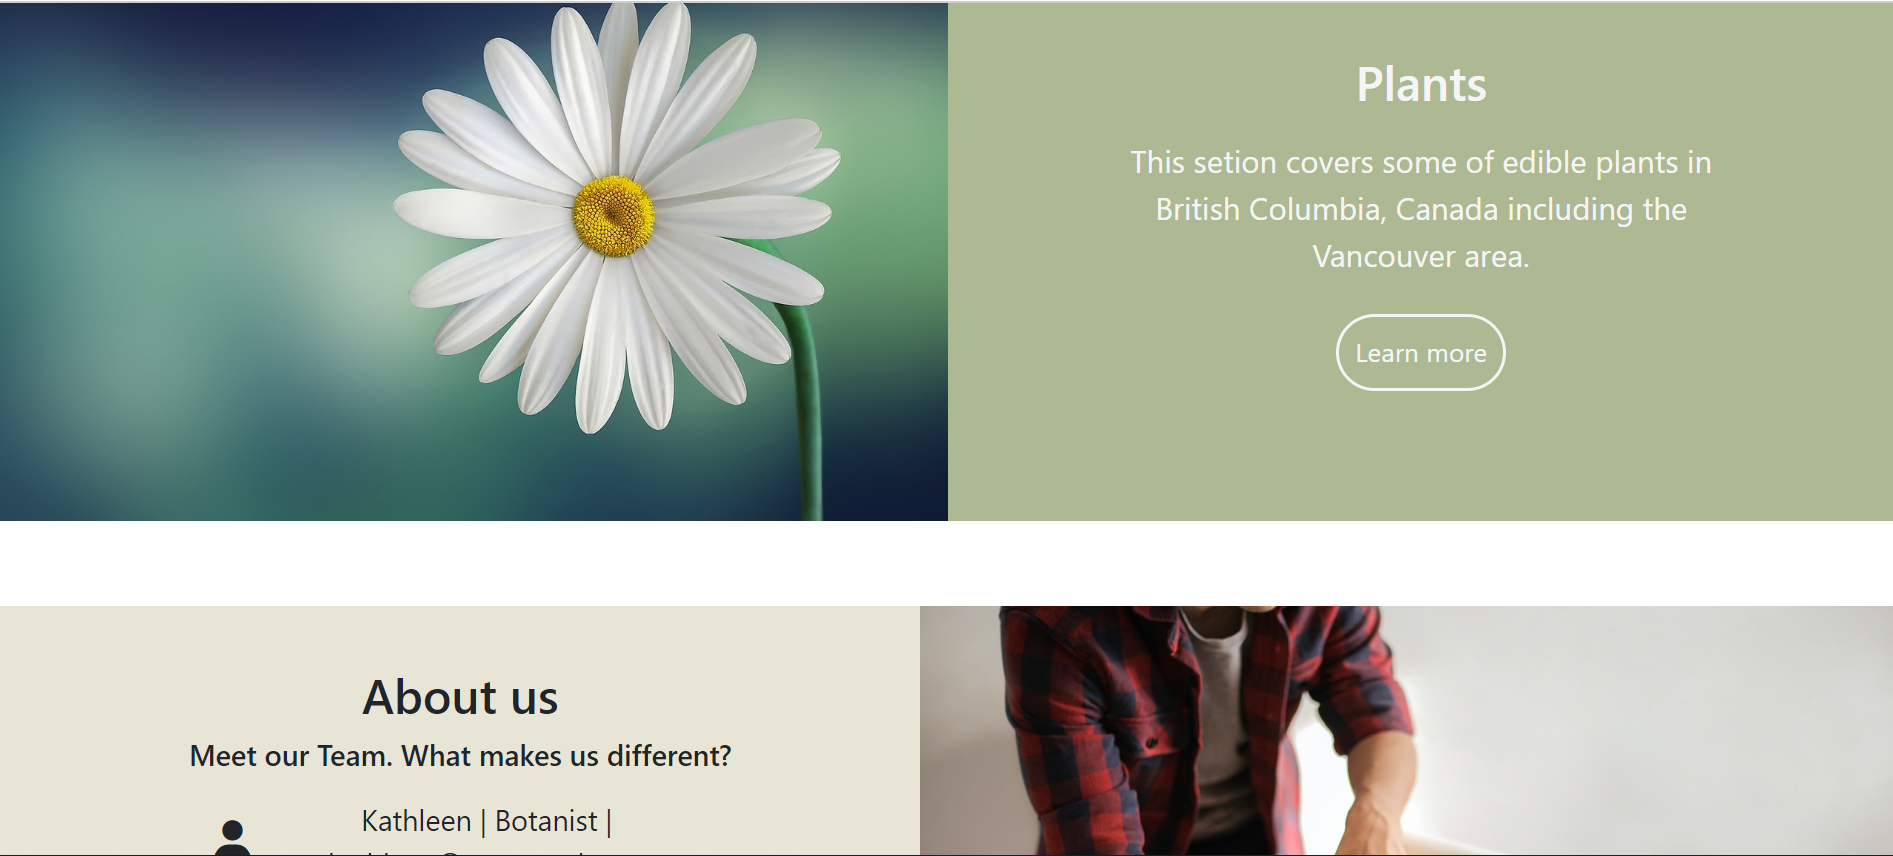 Plants
This setion covers some of edible plants in
British Columbia, Canada including the
Vancouver area.
Learn more
About us
Meet our Team. What makes us different?
Kathleen | Botanist |